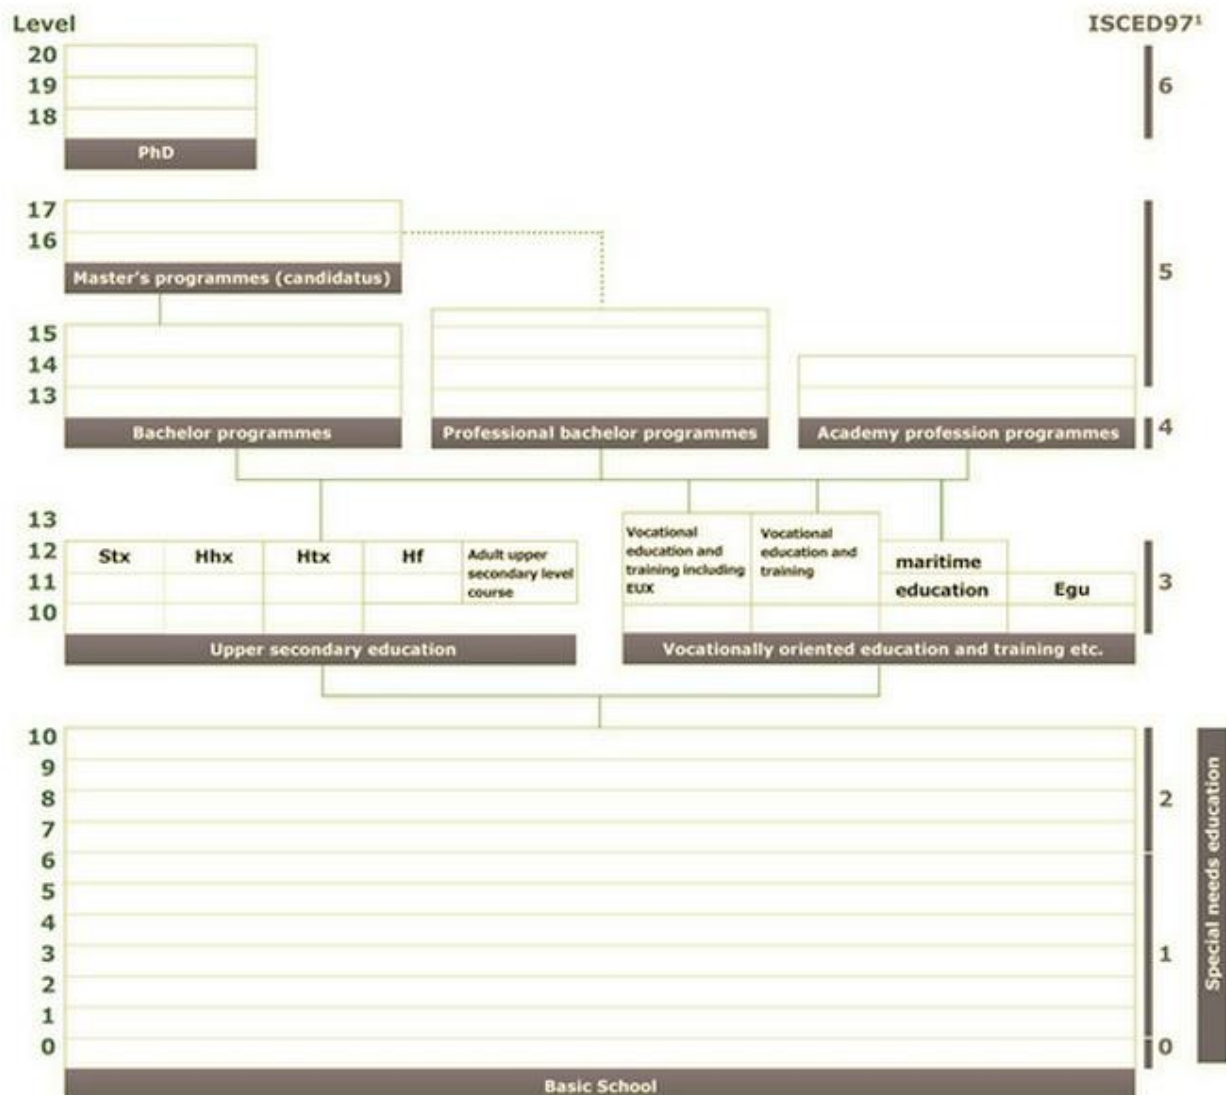 Level
ISCED97¹
20
19
18
6
PhD
17
16
Master's programmes (candidatus)
5
15
14
13
Bachelor programmes
Professional bachelor programmes
Academy profession programmes
4
13
12
11
10
Stx
Hhx
Htx
Hf
Adult upper
secondary level
course
Vocational
education and
training including
EUX
Vocational
education and
training
maritime
education
Egu
3
Upper secondary education
Vocationally oriented education and training etc.
10
9
8
7
6
5
4
3
2
1
0
2
1
0
Special needs education
Basic School